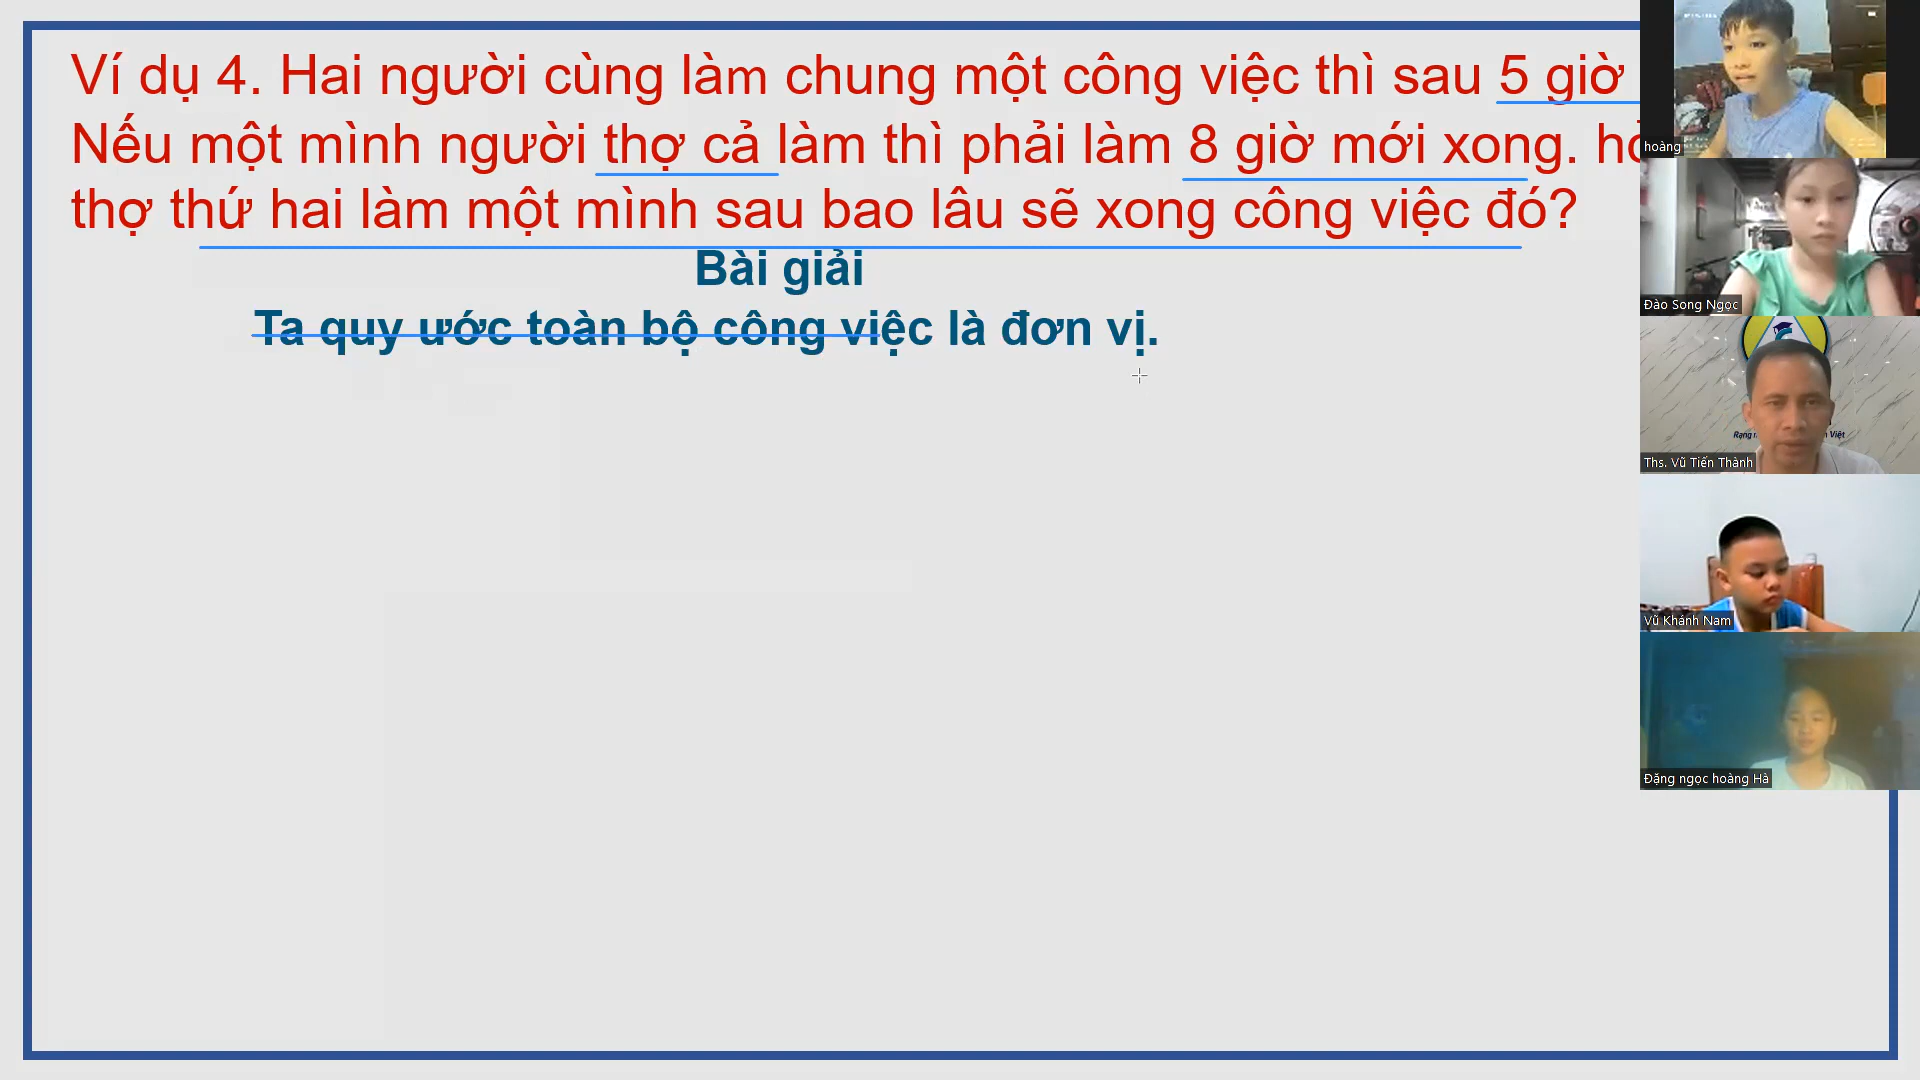 Ví dụ 4. Hai người cùng làm chung một công việc thì sau 5 giờ
Nếu một mình người thợ cả làm thì phải làm 8 giờ mới xong.
thợ thứ hai làm một mình sau bao lâu sẽ xong công việc đó?
Bài giải
Ta quy ước toàn bộ công việc là đơn vị.
hoàng
Đào Song Ngọc
Việt
Ths. Vũ Tiến Thành
Vũ Khánh Nam
Đặng ngọc hoàng Hà